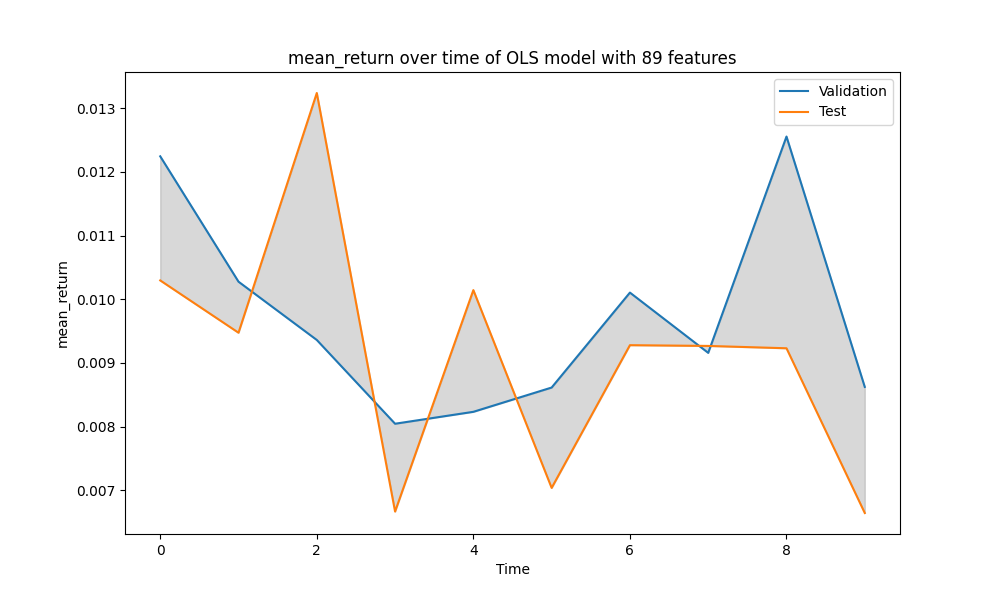 mean_return over time of OLS model with 89 features
Validation
Test
0.013
0.012
0.011
0.010
0.009
0.008
0.007
mean_return
0 2 4 6 8
Time